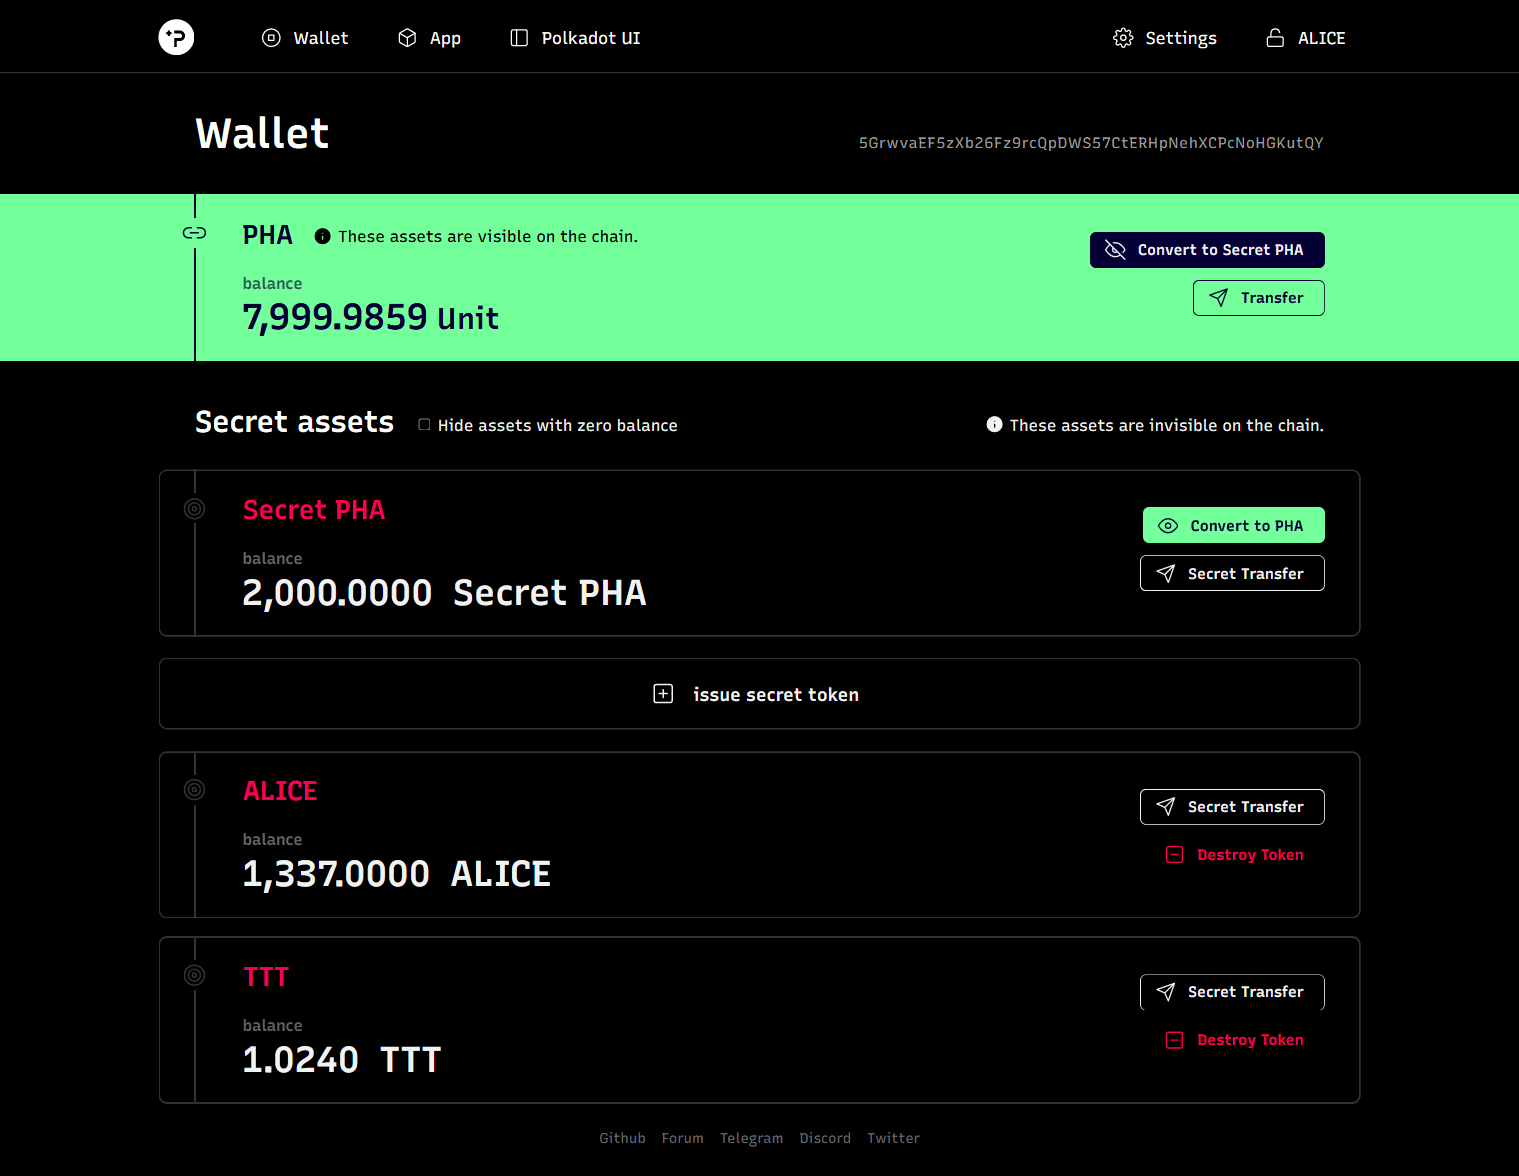 Wallet
App
Polkadot UI
Settings
ALICE
Wallet
5GrwvaEF5zXb26Fz9rcQpDWS57CtERHpNehXCPcNoHGKutQY
PHA
These assets are visible on the chain.
Convert to Secret PHA
balance
7,999.9859 Unit
Transfer
Secret assets
Hide assets with zero balance
These assets are invisible on the chain.
Secret PHA
Convert to PHA
balance
2,000.0000 Secret PHA
Secret Transfer
issue secret token
ALICE
Secret Transfer
balance
1,337.0000 ALICE
Destroy Token
TTT
Secret Transfer
balance
1.0240 TTT
Destroy Token
Github Forum Telegram Discord Twitter